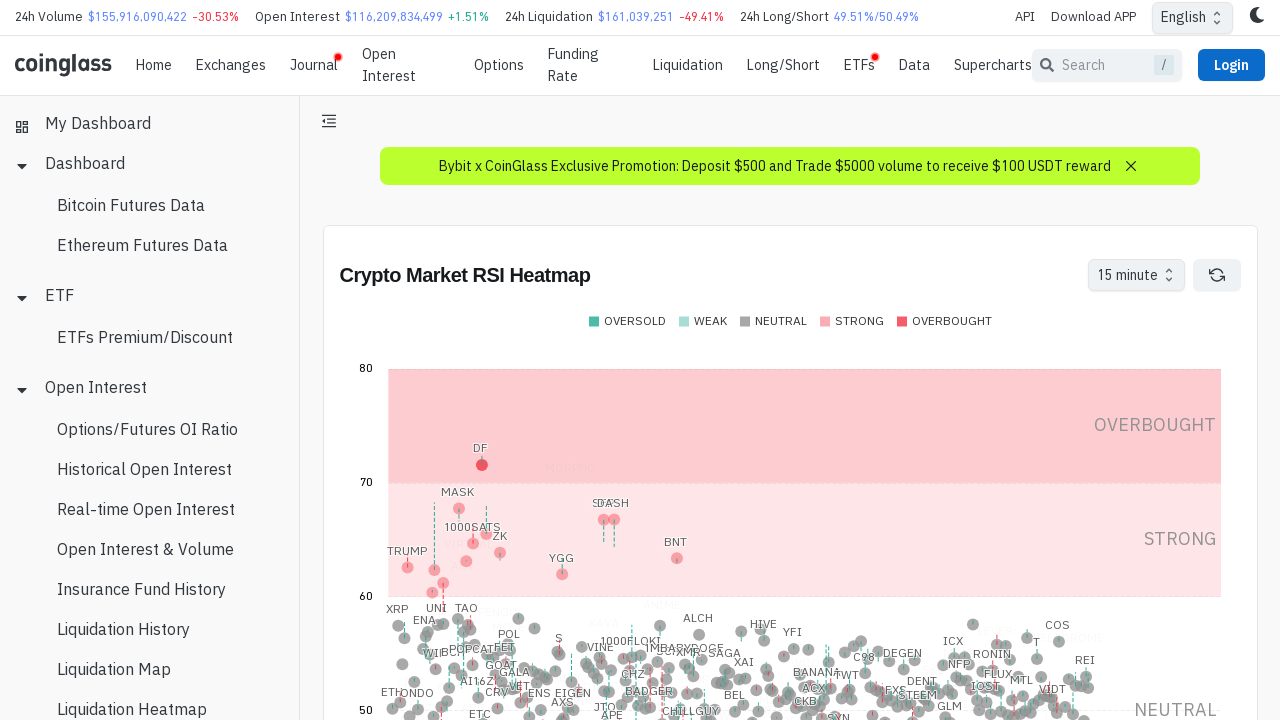 24h Volume $155,916,090,422 -30.53% Open Interest $116,209,834,499 +1.51% 24h Liquidation $161,039,251 -49.41% 24h Long/Short 49.51%/50.49% API Download APP English
coinglass Home Exchanges Journal Open Interest Options Funding Rate Liquidation Long/Short ETFs Data Supercharts Search / Login
My Dashboard
Dashboard
Bitcoin Futures Data
Ethereum Futures Data
ETF
ETFs Premium/Discount
Open Interest
Options/Futures OI Ratio
Historical Open Interest
Real-time Open Interest
Open Interest & Volume
Insurance Fund History
Liquidation History
Liquidation Map
Liquidation Heatmap
Bybit x CoinGlass Exclusive Promotion: Deposit $500 and Trade $5000 volume to receive $100 USDT reward
Crypto Market RSI Heatmap 15 minute
OVERSOLD WEAK NEUTRAL STRONG OVERBOUGHT
80
OVERBOUGHT
DF
70
MASK
DASH
1000SATS
ZK
STRONG
BNT
TRUMP
YGG
60
XRP UNI TAO
ENA ALCH HIVE COS
POL S YFI
1000FLOKI ICX T
VINE DEGEN
FET SAGA RONIN
C98 REI
XAI NFP
GOAT
GALA CHZ BANANA TWT FLUX
AI16Z DENT MTL
ETH ONDO CRV VET ENS EIGEN BADGER BEL ACX EXP STEEM IOST VIDT
AXS CKB GLM
JTO
ETC APE CHILLGUY SYN
50 NEUTRAL